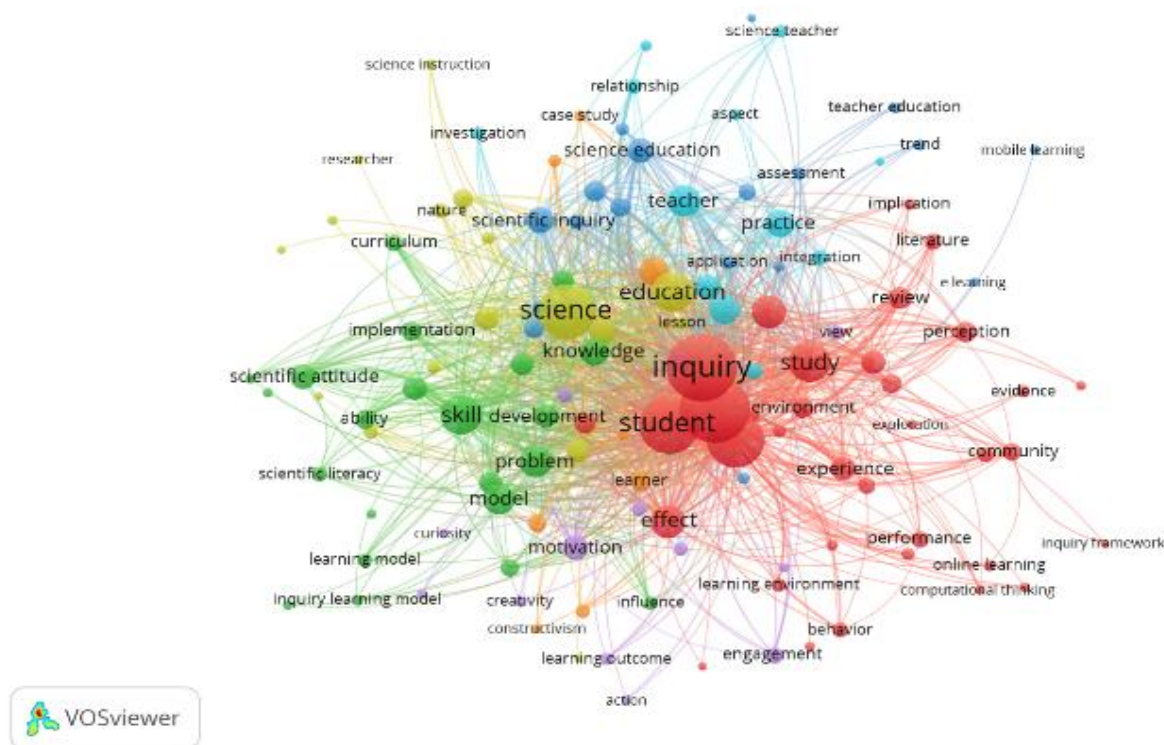 science teacher
science instruction
relationship
case study
aspect
teacher education
investigation
science education
trend
mobile learning
researcher
assessment
teacher
nature
scientific inquiry
practice
implication
curriculum
literature
application
integration
e learning
education
review
science
lesson
view
perception
implementation
knowledge
inquiry
study
scientific attitude
evidence
ability
skill
development
student
environment
exploration
community
problem
scientific literacy
learner
experience
model
effect
curiosity
motivation
performance
inquiry framework
learning model
online learning
learning environment
computational thinking
inquiry learning model
creativity
influence
constructivism
behavior
learning outcome
engagement
action
VOSviewer